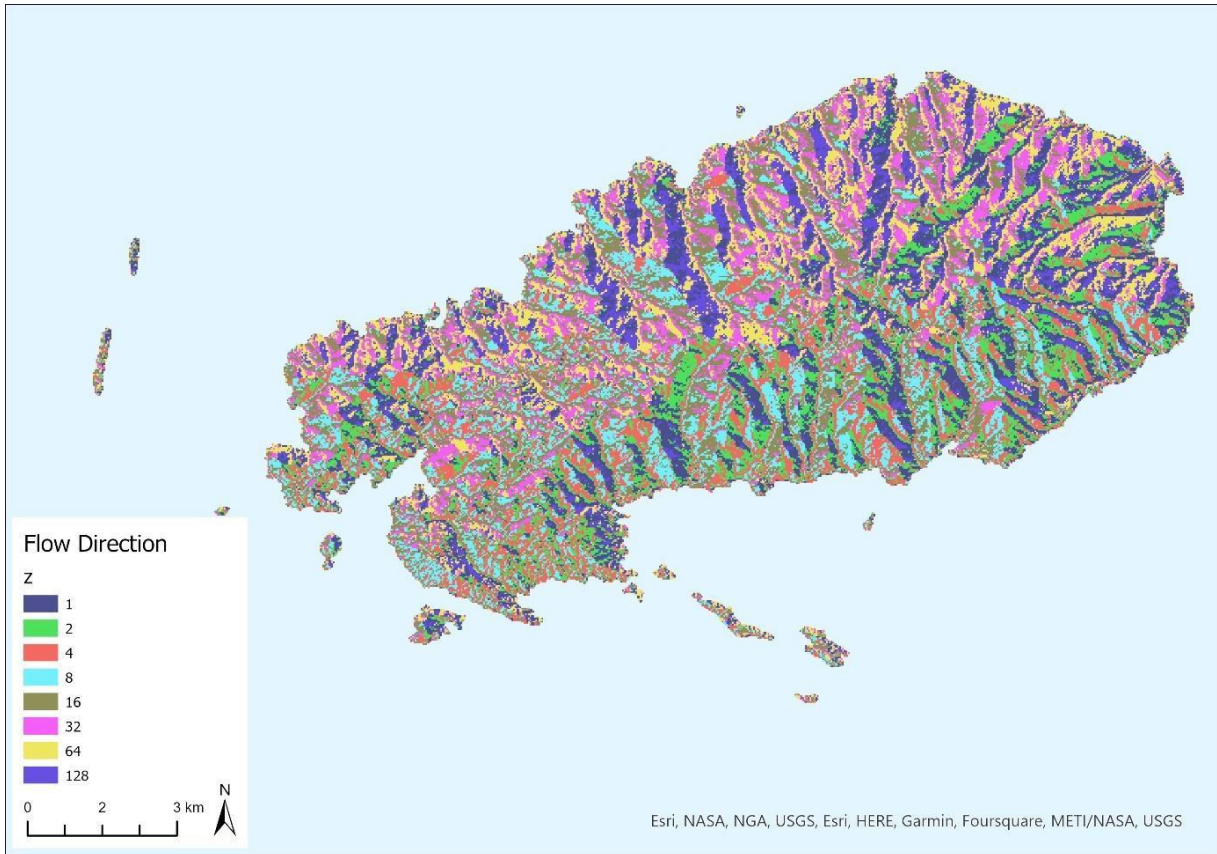 Flow Direction
z
1
2
4
8
16
32
64
128
N
0 2 3 km
Esri, NASA, NGA, USGS, Esri, HERE, Garmin, Foursquare, METI/NASA, USGS